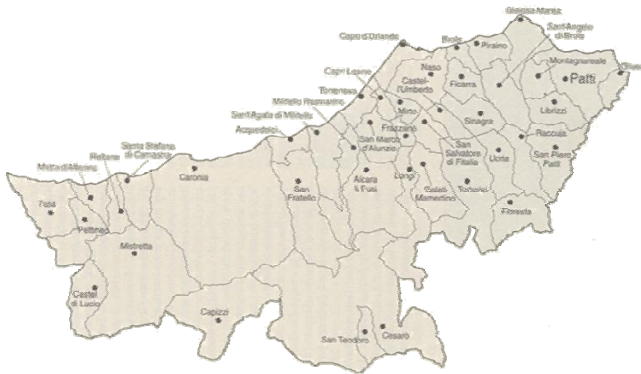 Gioiosa Marea
Sant'Angelo
di Brolo
Capo d'Orlando
Brolo
Piraino
Montagnareale
Naso
Patti
Capri Leone
Castel-
l'Umberto
Ficarra
Torrenova
Mirto
Librizzi
Militello Rosmarino
Sant'Agata di Militello
Frazzanò
Sinagra
Acquedolci
San Marco
d'Alunzio
San
Salvatore
di Fitalia
Raccuja
Ucria
San Piero
Patti
Santo Stefano
di Camastra
Reitano
Motta d'Affermo
Caronia
San
Fratello
Alcara
li Fusi
Longi
Galati
Mamertino
Tortorici
Tusa
Pettineo
Floresta
Mistretta
Castel
di Lucio
Capizzi
San Teodoro
Cesarò